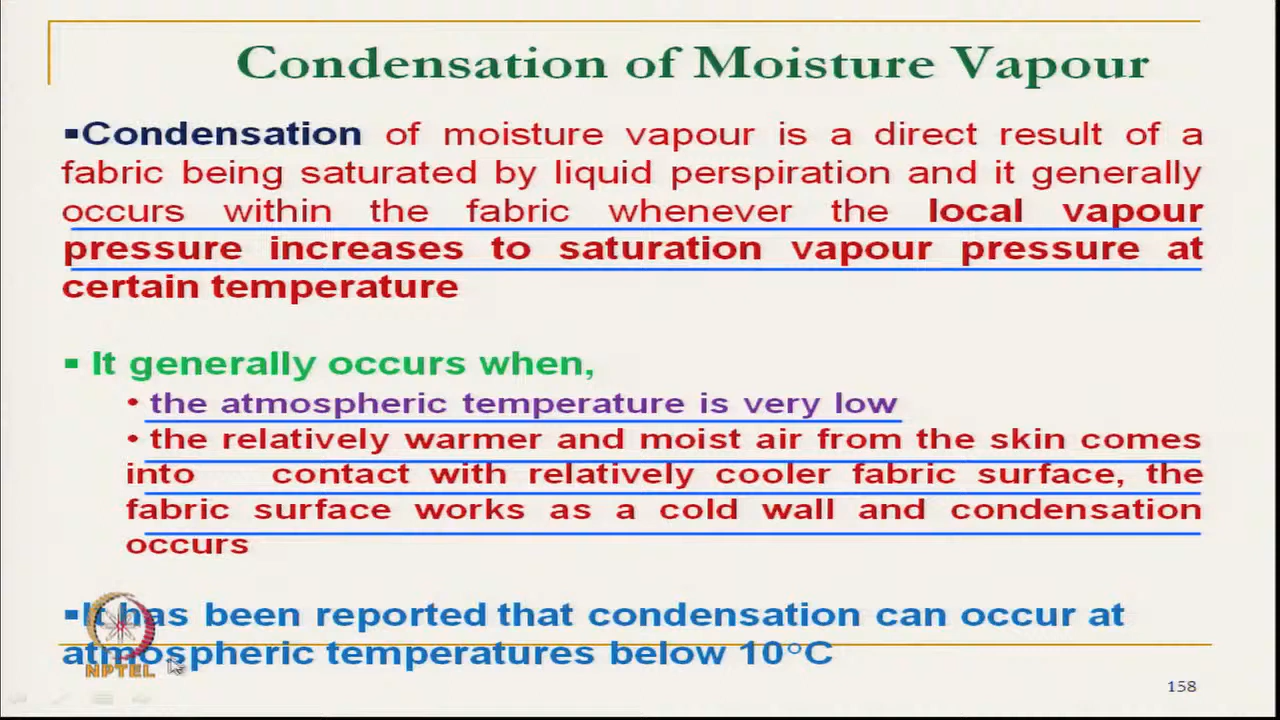 Condensation of Moisture Vapour
▪Condensation of moisture vapour is a direct result of a
fabric being saturated by liquid perspiration and it generally
occurs within the fabric whenever the local vapour
pressure increases to saturation vapour pressure at
certain temperature
▪ It generally occurs when,
• the atmospheric temperature is very low
• the relatively warmer and moist air from the skin comes
into contact with relatively cooler fabric surface, the
fabric surface works as a cold wall and condensation
occurs
▪It has been reported that condensation can occur at
atmospheric temperatures below 10°C
NPTEL
158